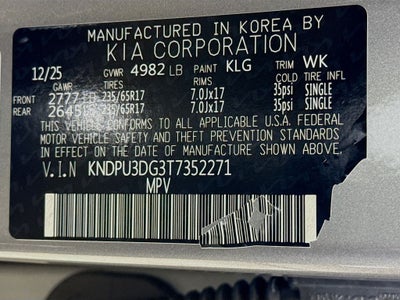 MANUFACTURED IN KOREA BY
KIA CORPORATION
12/25 GVWR 4982 LB PAINT KLG TRIM WK
GAWR TIRES RIMS COLD TIRE INFL
FRONT 2777 235/65R17 7.0Jx17 35psi SINGLE
REAR 2645 235/65R17 7.0Jx17 35psi SINGLE
THIS VEHICLE CONFORMS TO ALL APPLICABLE U.S.A. FEDERAL
MOTOR VEHICLE SAFETY AND THEFT PREVENTION STANDARDS
IN EFFECT ON THE DATE OF MANUFACTURE SHOWN ABOVE.
V.I.N KNDPU3DG3T7352271
MPV